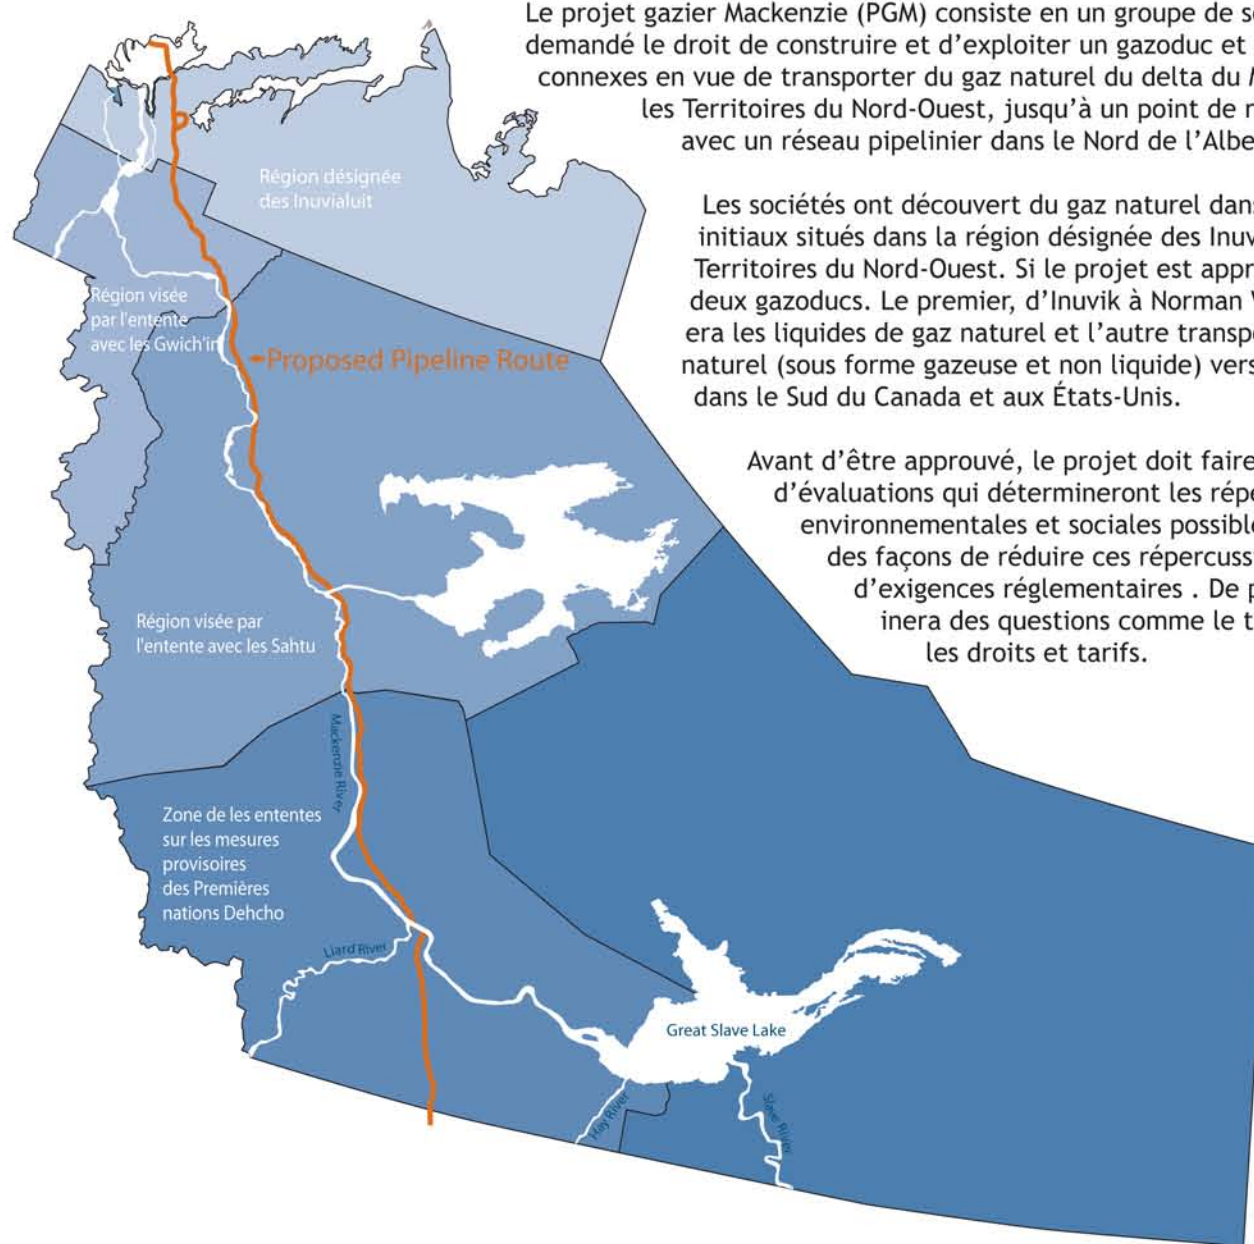 Le projet gazier Mackenzie (PGM) consiste en un groupe de
demandé le droit de construire et d'exploiter un gazoduc et
connexes en vue de transporter du gaz naturel du delta du
les Territoires du Nord-Ouest, jusqu'à un point de
avec un réseau pipelinier dans le Nord de
Les sociétés ont découvert du gaz naturel
initiaux situés dans la région désignée des
Territoires du Nord-Ouest. Si le projet est
deux gazoducs. Le premier, d'Inuvik à Norman
era les liquides de gaz naturel et l'autre
naturel (sous forme gazeuse et non liquide) vers
dans le Sud du Canada et aux États-Unis.
Avant d'être approuvé, le projet doit faire
d'évaluations qui détermineront les
environnementales et sociales
des façons de réduire ces
d'exigences réglementaires . De
inera des questions comme le
les droits et tarifs.
Région désignée
des Inuvialuit
Région visée
par l'entente
avec les Gwich'in
Proposed Pipeline Route
Région visée par
l'entente avec les Sahtu
Mackenzie River
Zone de les ententes
sur les mesures
provisoires
des Premières
nations Dehcho
Liard River
Great Slave Lake
Hay River
Slave River